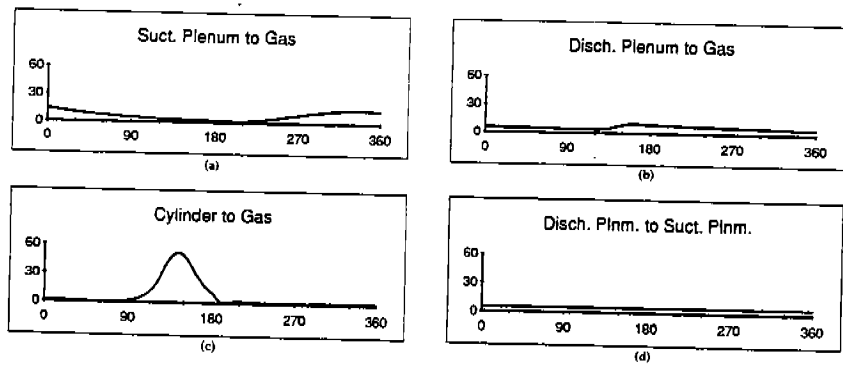 Suct. Plenum to Gas
60
30
0
0 90 180 270 360
(a)
Disch. Plenum to Gas
60
30
0
0 90 180 270 360
(b)
Cylinder to Gas
60
30
0
0 90 180 270 360
(c)
Disch. Plnm. to Suct. Plnm.
60
30
0
0 90 180 270 360
(d)